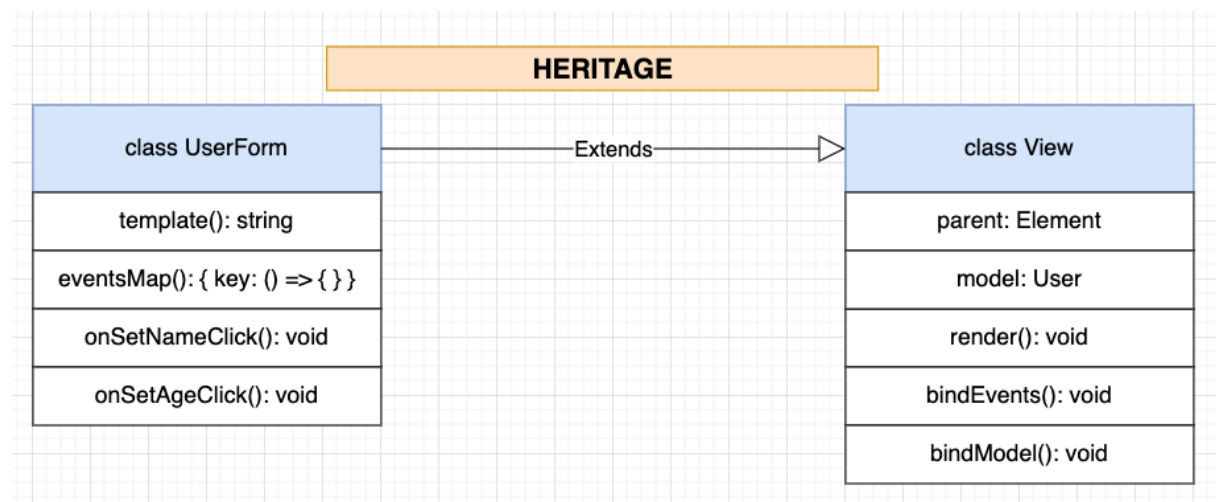 HERITAGE
class UserForm
template(): string
eventsMap(): { key: () => { } }
onSetNameClick(): void
onSetAgeClick(): void
Extends
class View
parent: Element
model: User
render(): void
bindEvents(): void
bindModel(): void